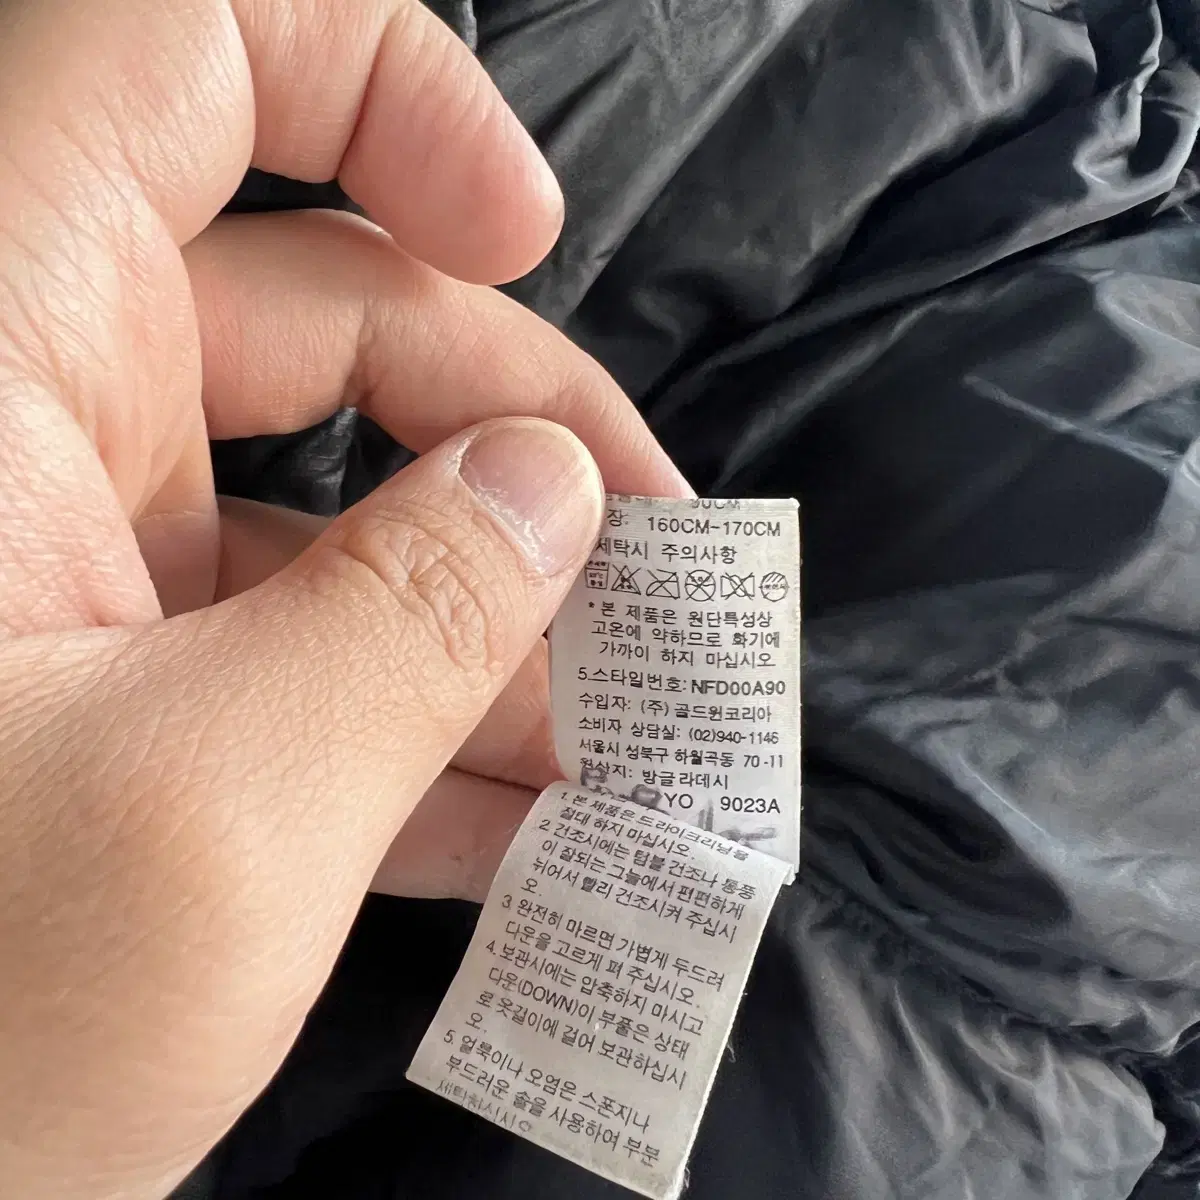 90CM
장: 160CM-170CM
세탁시 주의사항
* 본 제품은 원단특성상
고온에 약하므로 화기에
가까이 하지 마십시오
5.스타일번호: NFD00A90
수입자: (주) 골드윈코리아
소비자 상담실: (02)940-1146
서울시 성북구 하월곡동 70-11
원산지: 방글라데시
YO 9023A
1. 본 제품은 드라이크리닝을
절대 하지 마십시오.
2 건조시에는 텀블 건조나 통풍
이 잘되는 그늘에서 편편하게
뉘어서 빨리 건조시켜 주십시
오.
3 완전히 마르면 가볍게 두드려
다운을 고르게 펴 주십시오.
4. 보관시에는 압축하지 마시고
다운(DOWN)이 부풀은 상태
로 옷걸이에 걸어 보관하십시
오.
5. 얼룩이나 오염은 스폰지나
부드러운 솔을 사용하여 부분
세탁하십시오